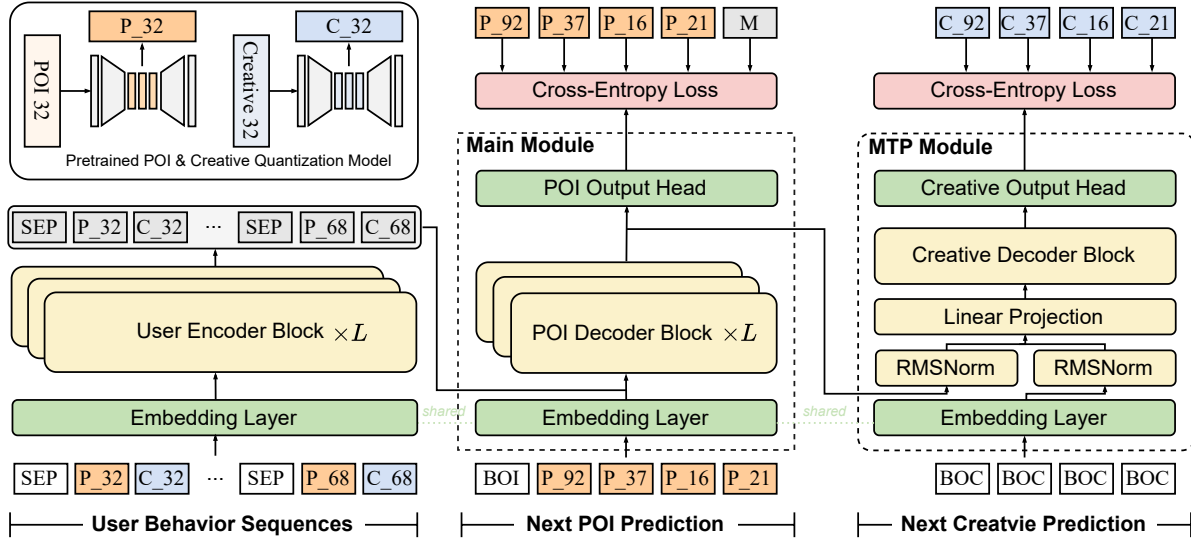 P_32
C_32
POI 32
Creative 32
Pretrained POI & Creative Quantization Model
SEP P_32 C_32 ... SEP P_68 C_68
User Encoder Block ×L
Embedding Layer
SEP P_32 C_32 ... SEP P_68 C_68
User Behavior Sequences
P_92 P_37 P_16 P_21 M
Cross-Entropy Loss
Main Module
POI Output Head
POI Decoder Block ×L
shared
Embedding Layer
BOI P_92 P_37 P_16 P_21
Next POI Prediction
C_92 C_37 C_16 C_21
Cross-Entropy Loss
MTP Module
Creative Output Head
Creative Decoder Block
Linear Projection
RMSNorm RMSNorm
shared
Embedding Layer
BOC BOC BOC BOC
Next Creatvie Prediction